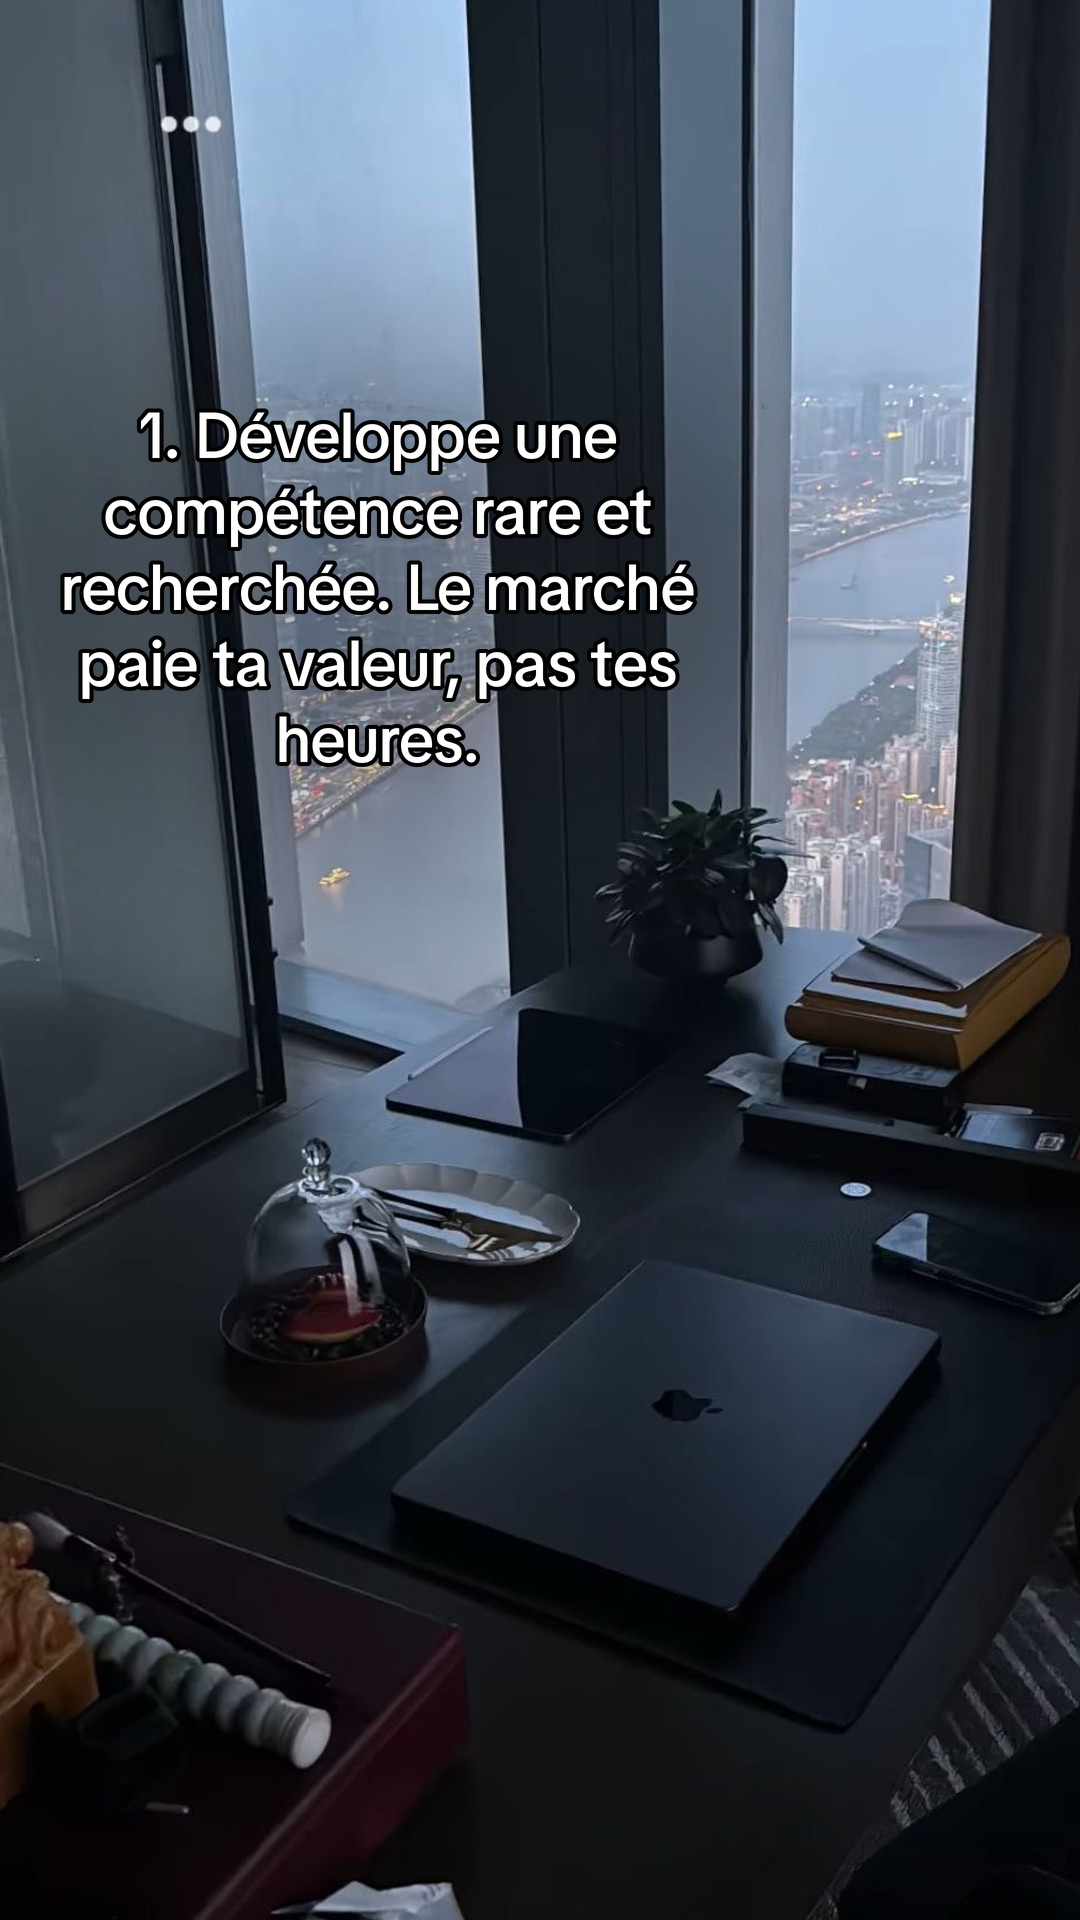 1. Développe une
compétence rare et
recherchée. Le marché
paie ta valeur, pas tes
heures.